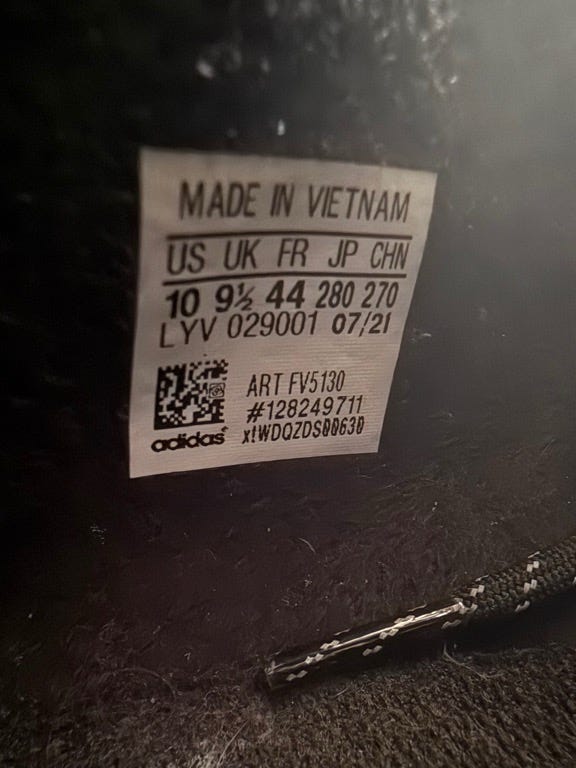 MADE IN VIETNAM
US UK FR JP CHN
10 9½ 44 280 270
LYV 029001 07/21
ART FV5130
#128249711
x!WDQZDS00630
adidas